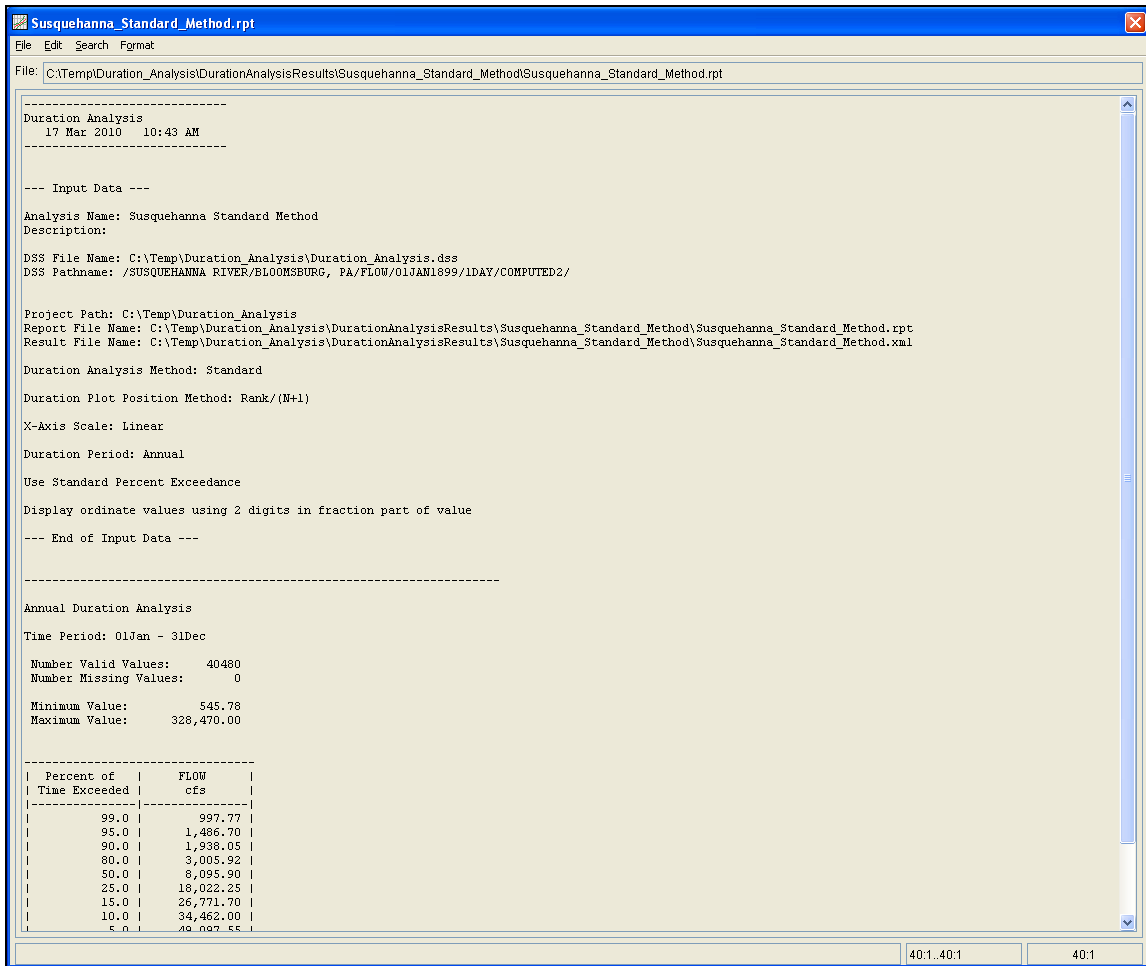 Susquehanna_Standard_Method.rpt
File Edit Search Format
File: C:\Temp\Duration_Analysis\DurationAnalysisResults\Susquehanna_Standard_Method\Susquehanna_Standard_Method.rpt
-----------------------------
Duration Analysis
17 Mar 2010 10:43 AM
-----------------------------
--- Input Data ---
Analysis Name: Susquehanna Standard Method
Description:
DSS File Name: C:\Temp\Duration_Analysis\Duration_Analysis.dss
DSS Pathname: /SUSQUEHANNA RIVER/BLOOMSBURG, PA/FLOW/01JAN1899/1DAY/COMPUTED2/
Project Path: C:\Temp\Duration_Analysis
Report File Name: C:\Temp\Duration_Analysis\DurationAnalysisResults\Susquehanna_Standard_Method\Susquehanna_Standard_Method.rpt
Result File Name: C:\Temp\Duration_Analysis\DurationAnalysisResults\Susquehanna_Standard_Method\Susquehanna_Standard_Method.xml
Duration Analysis Method: Standard
Duration Plot Position Method: Rank/(N+1)
X-Axis Scale: Linear
Duration Period: Annual
Use Standard Percent Exceedance
Display ordinate values using 2 digits in fraction part of value
--- End of Input Data ---
--------------------------------------------------------------------
Annual Duration Analysis
Time Period: 01Jan - 31Dec
Number Valid Values: 40480
Number Missing Values: 0
Minimum Value: 545.78
Maximum Value: 328,470.00
---------------------------------
| Percent of | FLOW |
| Time Exceeded | cfs |
|---------------|---------------|
| 99.0 | 997.77 |
| 95.0 | 1,486.70 |
| 90.0 | 1,938.05 |
| 80.0 | 3,005.92 |
| 50.0 | 8,095.90 |
| 25.0 | 18,022.25 |
| 15.0 | 26,771.70 |
| 10.0 | 34,462.00 |
| 5.0 | 49,097.55 |
40:1..40:1
40:1